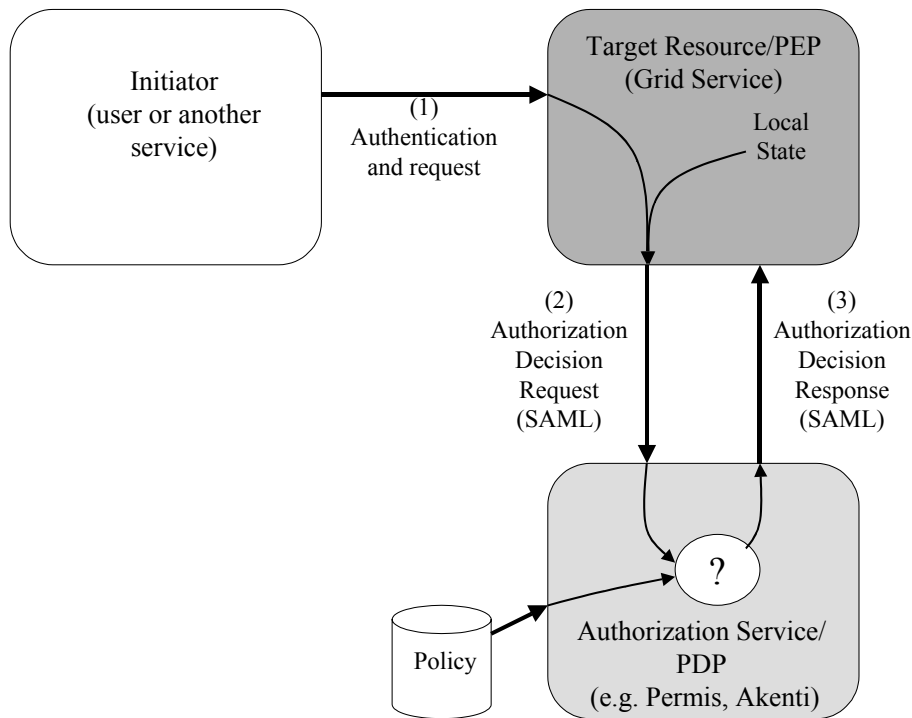 Initiator
(user or another
service)
(1)
Authentication
and request
Target Resource/PEP
(Grid Service)
Local
State
(2)
Authorization
Decision
Request
(SAML)
(3)
Authorization
Decision
Response
(SAML)
?
Policy
Authorization Service/
PDP
(e.g. Permis, Akenti)